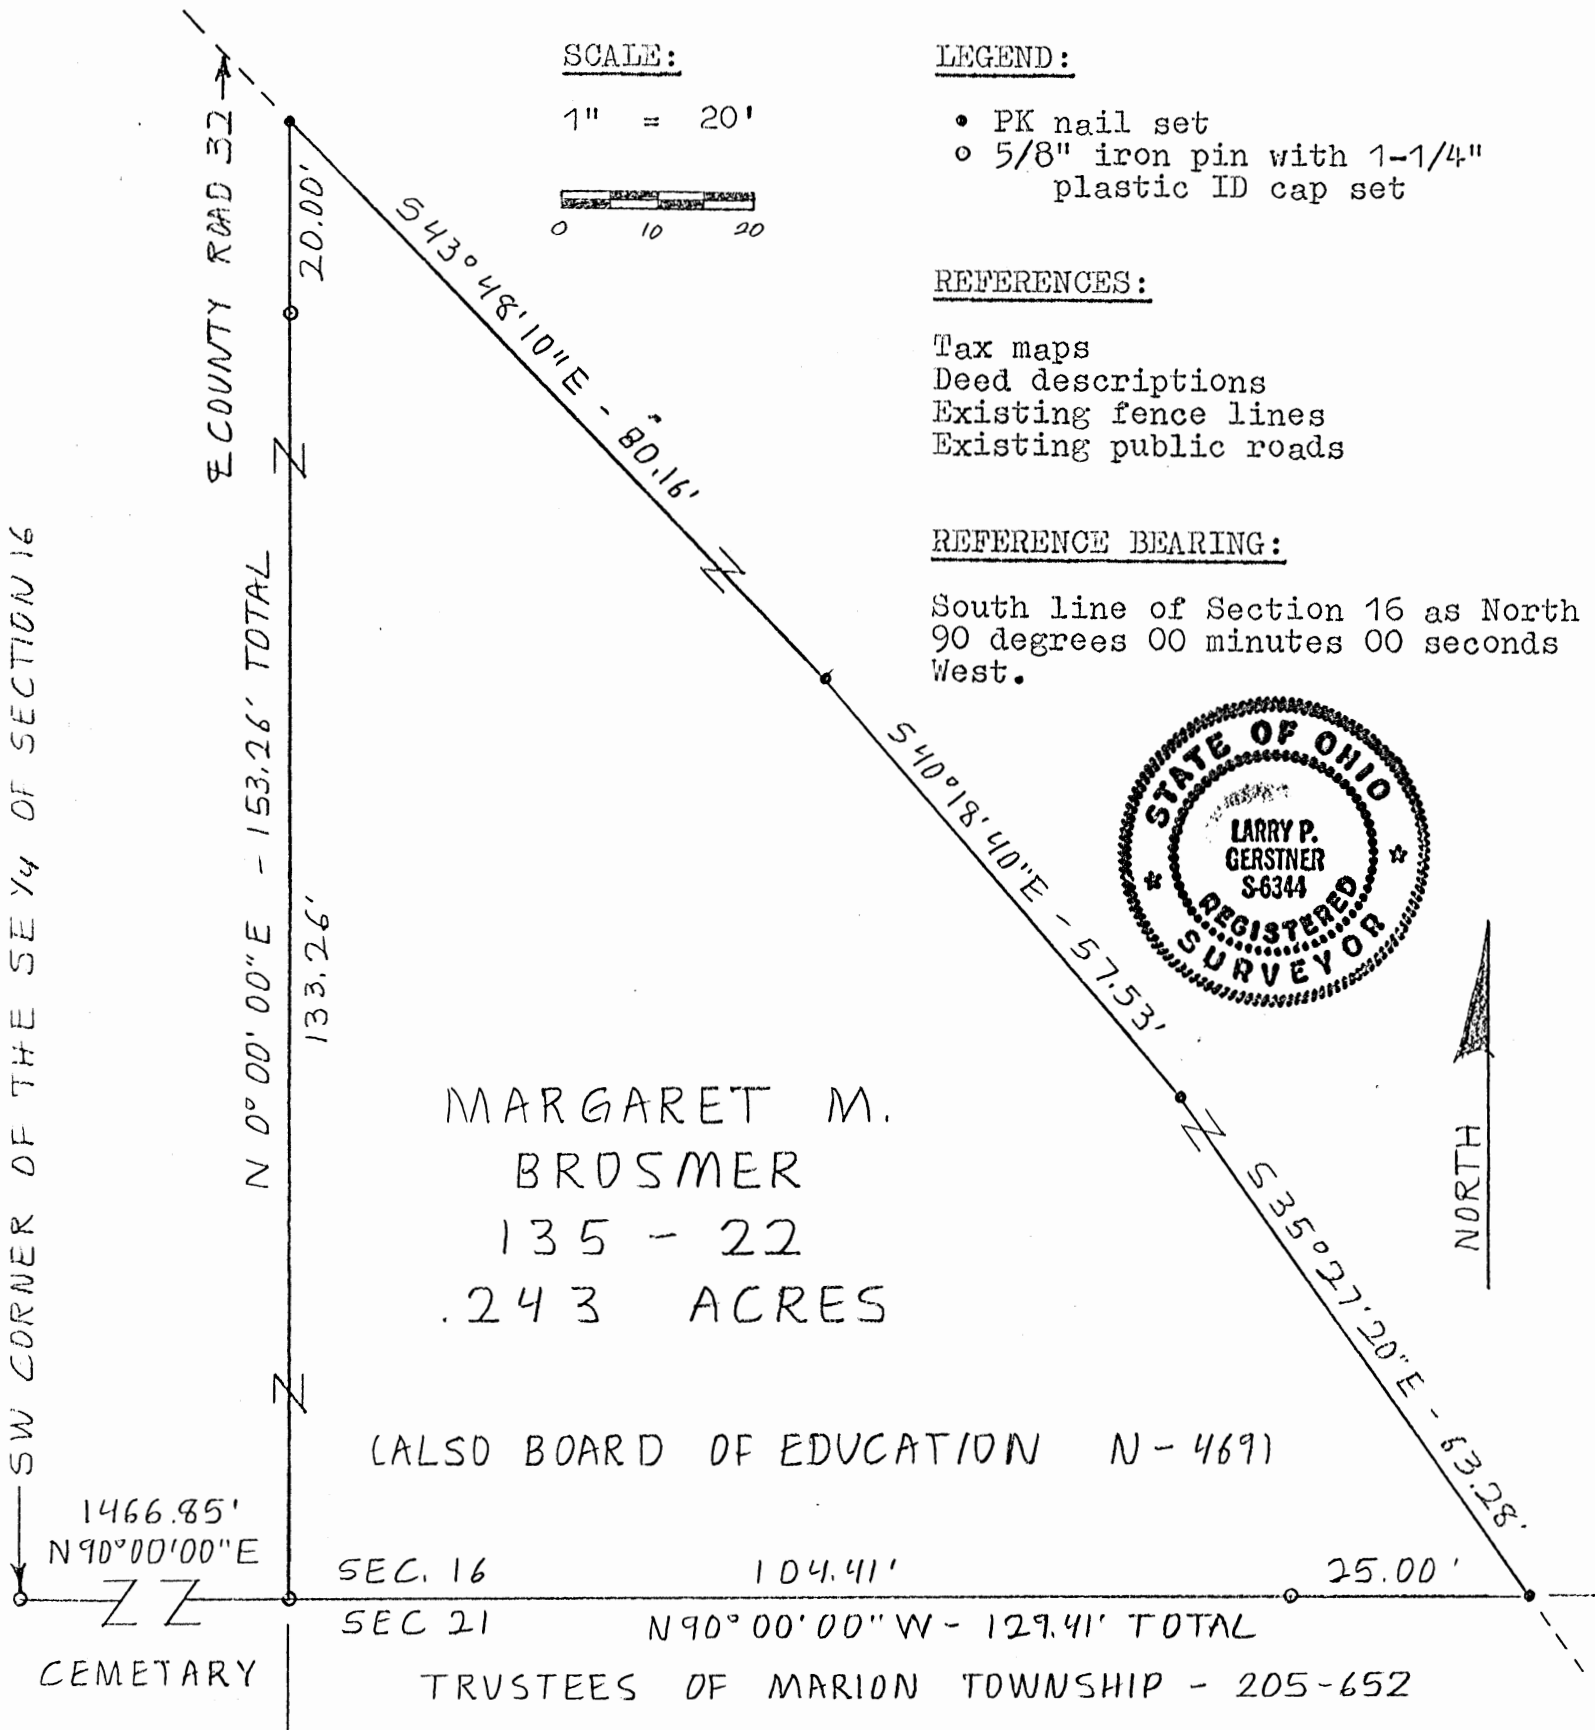 SCALE:
1" = 20'
0 10 20
LEGEND:
• PK nail set
o 5/8" iron pin with 1-1/4"
plastic ID cap set
REFERENCES:
Tax maps
Deed descriptions
Existing fence lines
Existing public roads
REFERENCE BEARING:
South line of Section 16 as North
90 degrees 00 minutes 00 seconds
West.
STATE OF OHIO
LARRY P.
GERSTNER
S-6344
REGISTERED
SURVEYOR
NORTH
℄ COUNTY ROAD 32
20.00'
S 43° 48' 10" E - 80.16'
S 40° 18' 40" E - 57.53'
S 35° 27' 20" E - 63.28'
N 0° 00' 00" E - 153.26' TOTAL
133.26'
SW CORNER OF THE SE 1/4 OF SECTION 16
MARGARET M.
BROSMER
135 - 22
.243 ACRES
(ALSO BOARD OF EDUCATION N-469)
1466.85'
N 90° 00' 00" E
SEC. 16 104.41' 25.00'
SEC 21 N 90° 00' 00" W - 129.41' TOTAL
CEMETARY TRUSTEES OF MARION TOWNSHIP - 205-652